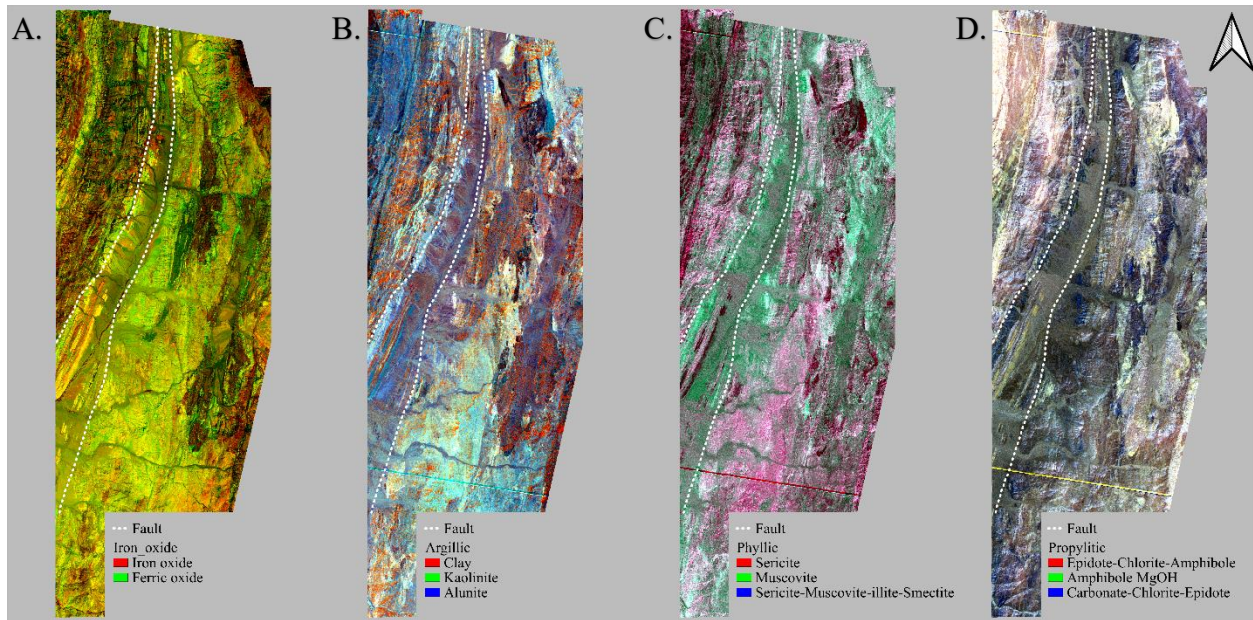 A.
B.
C.
D.
Fault
Iron_oxide
Iron oxide
Ferric oxide
Fault
Argillic
Clay
Kaolinite
Alunite
Fault
Phyllic
Sericite
Muscovite
Sericite-Muscovite-illite-Smectite
Fault
Propylitic
Epidote-Chlorite-Amphibole
Amphibole MgOH
Carbonate-Chlorite-Epidote